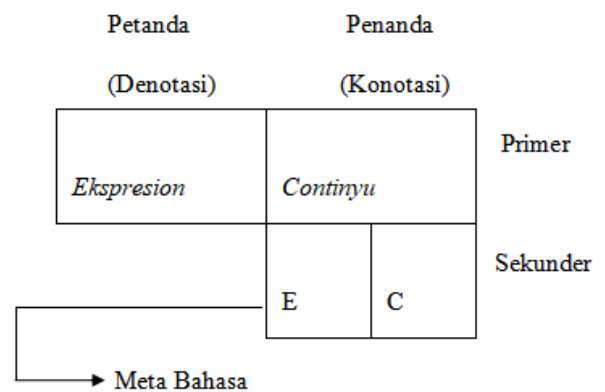 Petanda Penanda
(Denotasi) (Konotasi)
Primer
Ekspresion Continyu
Sekunder
E C
Meta Bahasa